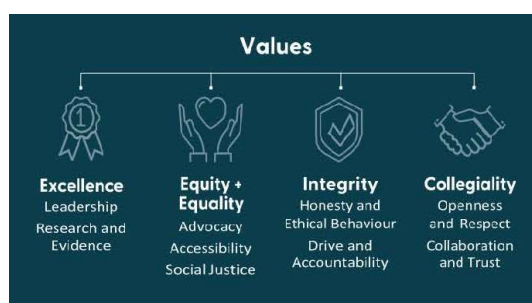 Values
1
Excellence
Leadership
Research and
Evidence
Equity +
Equality
Advocacy
Accessibility
Social Justice
Integrity
Honesty and
Ethical Behaviour
Drive and
Accountability
Collegiality
Openness
and Respect
Collaboration
and Trust